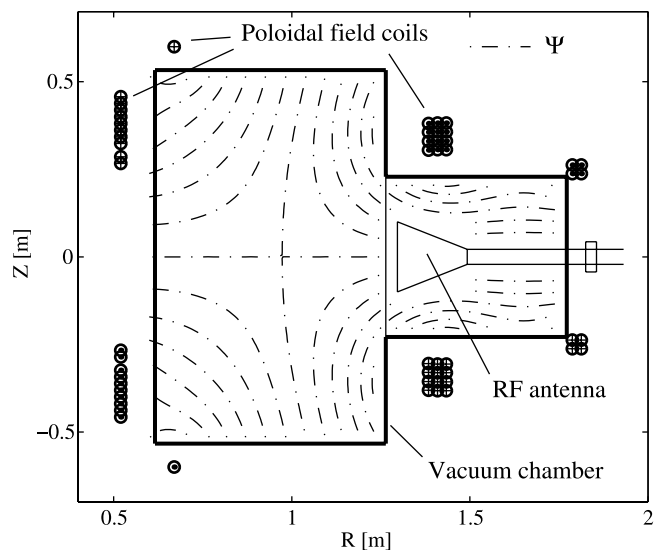 Poloidal field coils
Ψ
0.5
0
−0.5
Z [m]
RF antenna
Vacuum chamber
0.5
1
1.5
2
R [m]